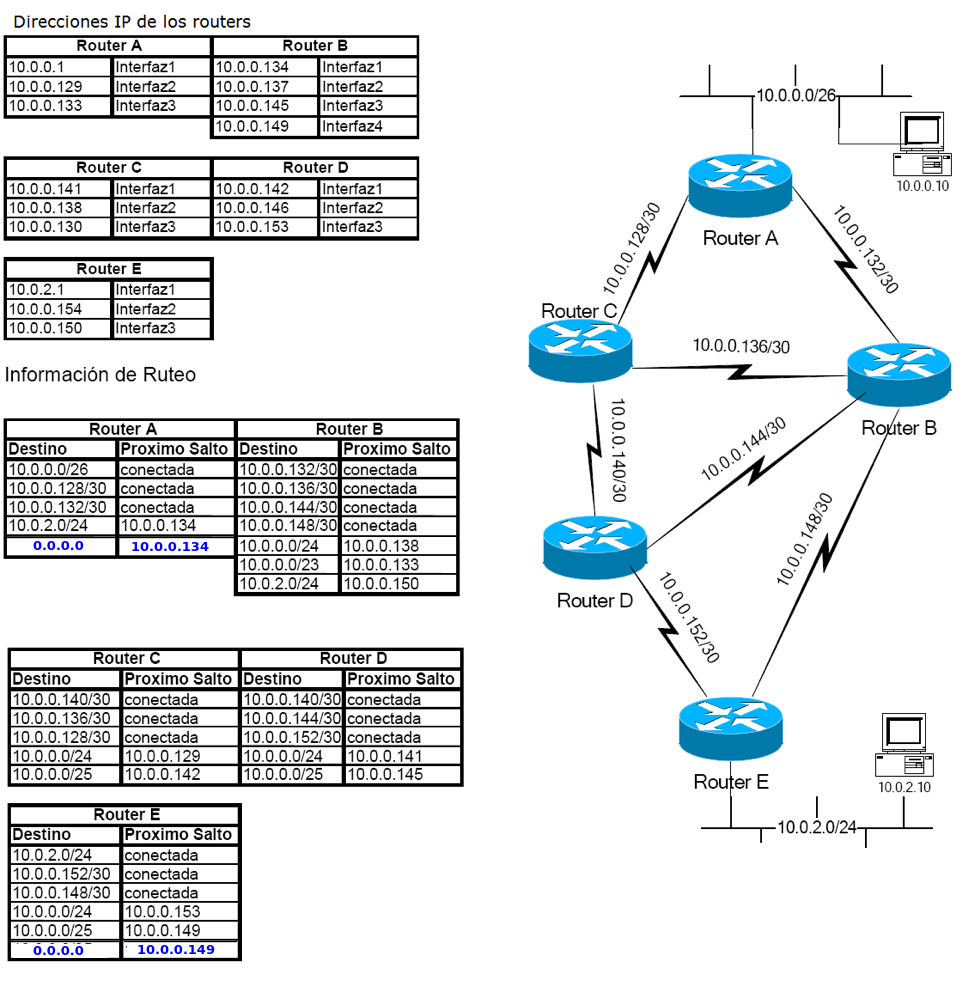 Direcciones IP de los routers
Router A Router B
10.0.0.1 Interfaz1 10.0.0.134 Interfaz1
10.0.0.129 Interfaz2 10.0.0.137 Interfaz2
10.0.0.133 Interfaz3 10.0.0.145 Interfaz3
10.0.0.149 Interfaz4
Router C Router D
10.0.0.141 Interfaz1 10.0.0.142 Interfaz1
10.0.0.138 Interfaz2 10.0.0.146 Interfaz2
10.0.0.130 Interfaz3 10.0.0.153 Interfaz3
Router E
10.0.2.1 Interfaz1
10.0.0.154 Interfaz2
10.0.0.150 Interfaz3
Información de Ruteo
Router A Router B
Destino Proximo Salto Destino Proximo Salto
10.0.0.0/26 conectada 10.0.0.132/30 conectada
10.0.0.128/30 conectada 10.0.0.136/30 conectada
10.0.0.132/30 conectada 10.0.0.144/30 conectada
10.0.2.0/24 10.0.0.134 10.0.0.148/30 conectada
0.0.0.0 10.0.0.134 10.0.0.0/24 10.0.0.138
10.0.0.0/23 10.0.0.133
10.0.2.0/24 10.0.0.150
Router C Router D
Destino Proximo Salto Destino Proximo Salto
10.0.0.140/30 conectada 10.0.0.140/30 conectada
10.0.0.136/30 conectada 10.0.0.144/30 conectada
10.0.0.128/30 conectada 10.0.0.152/30 conectada
10.0.0.0/24 10.0.0.129 10.0.0.0/24 10.0.0.141
10.0.0.0/25 10.0.0.142 10.0.0.0/25 10.0.0.145
Router E
Destino Proximo Salto
10.0.2.0/24 conectada
10.0.0.152/30 conectada
10.0.0.148/30 conectada
10.0.0.0/24 10.0.0.153
10.0.0.0/25 10.0.0.149
0.0.0.0 10.0.0.149
10.0.0.0/26
10.0.0.10
Router A
10.0.0.128/30
10.0.0.132/30
Router C
10.0.0.136/30
Router B
10.0.0.140/30
10.0.0.144/30
10.0.0.148/30
Router D
10.0.0.152/30
Router E
10.0.2.10
10.0.2.0/24